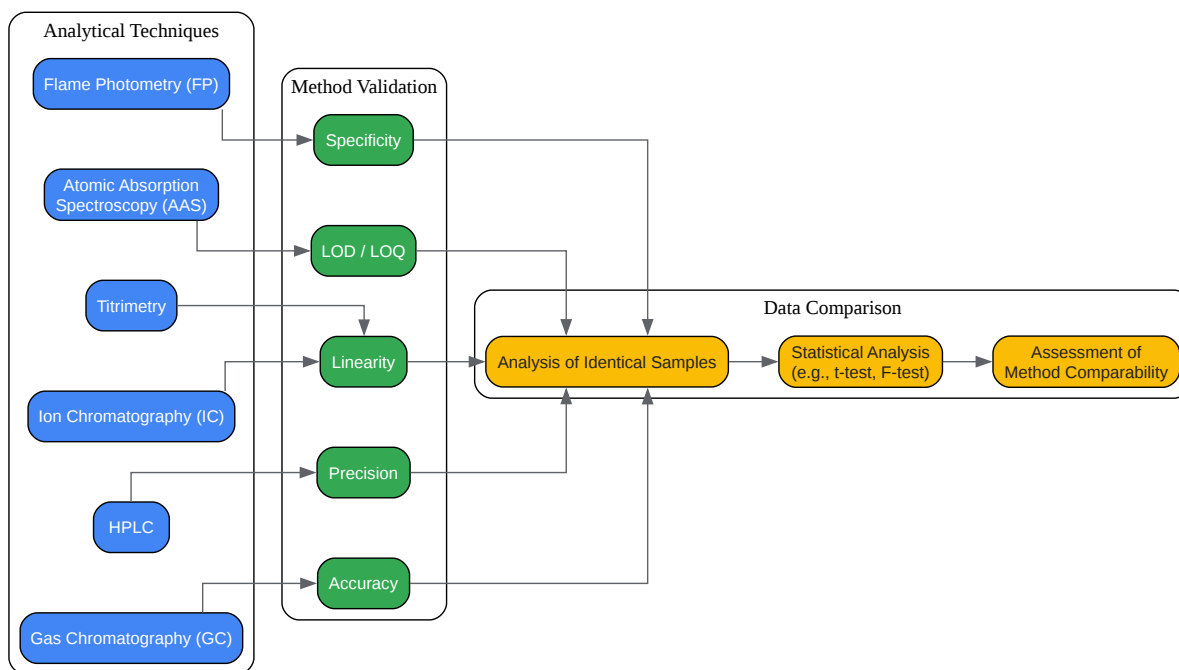 Analytical Techniques
Flame Photometry (FP)
Atomic Absorption
Spectroscopy (AAS)
Titrimetry
Ion Chromatography (IC)
HPLC
Gas Chromatography (GC)
Method Validation
Specificity
LOD / LOQ
Linearity
Precision
Accuracy
Data Comparison
Analysis of Identical Samples
Statistical Analysis
(e.g., t-test, F-test)
Assessment of
Method Comparability